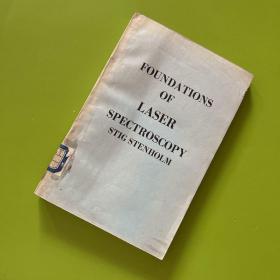 FOUNDATIONS
OF
LASER
SPECTROSCOPY
STIG STENHOLM